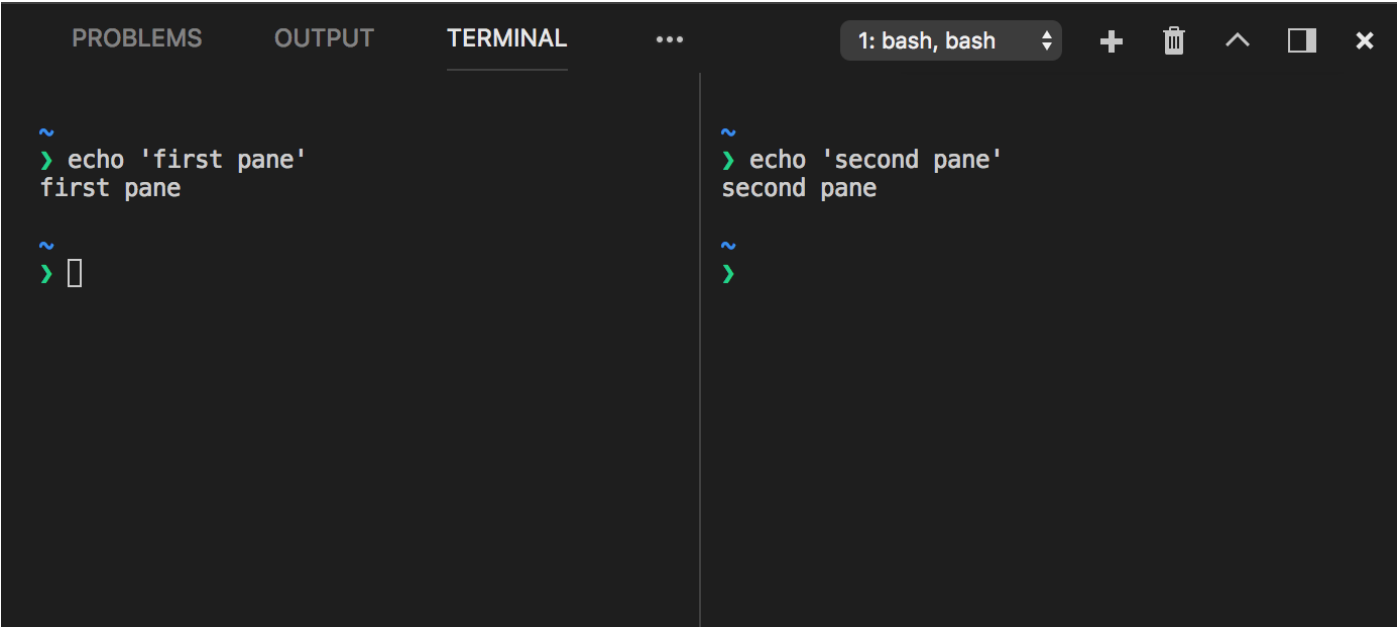 PROBLEMS OUTPUT TERMINAL ••• 1: bash, bash
~
❯ echo 'first pane'
first pane
~
❯
~
❯ echo 'second pane'
second pane
~
❯